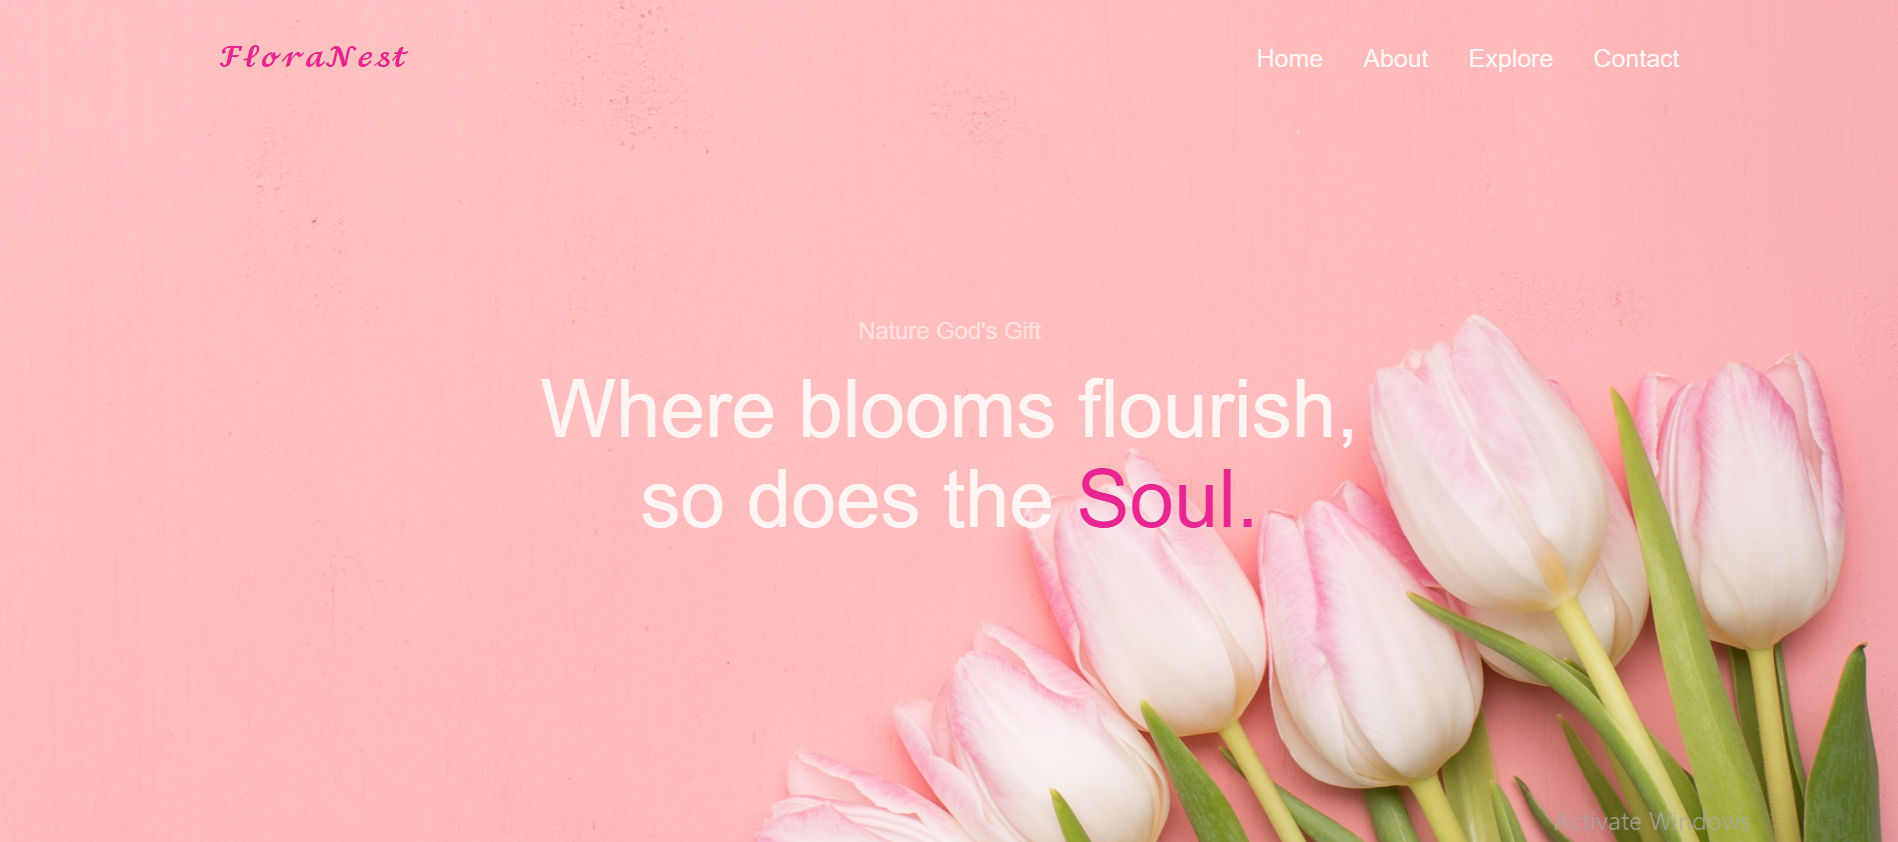 FloraNest
Home About Explore Contact
Nature God's Gift
Where blooms flourish,
so does the Soul.
Activate Windows